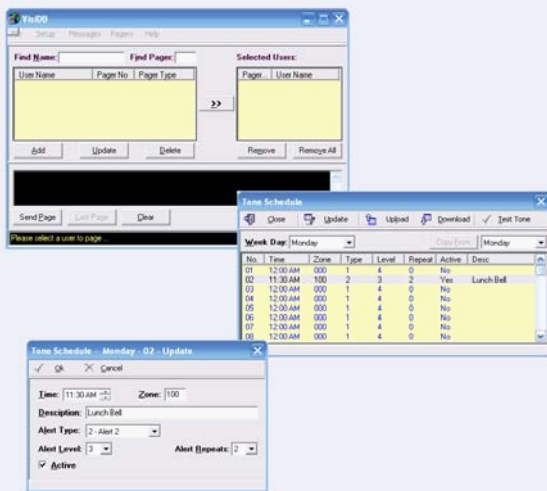 VisiDB
Setup Messages Pagers Help
Find Name: Find Pager: Selected Users:
User Name Pager No Pager Type
Pager... User Name
>>
Add Update Delete
Remove Remove All
Send Page Last Page Clear
Please select a user to page ...
Tone Schedule
Close Update Upload Download Test Tone
Week Day: Monday Copy From Monday
No. Time Zone Type Level Repeat Active Desc
01 12:00 AM 000 1 4 0 No
02 11:30 AM 100 2 3 2 Yes Lunch Bell
03 12:00 AM 000 1 4 0 No
04 12:00 AM 000 1 4 0 No
05 12:00 AM 000 1 4 0 No
06 12:00 AM 000 1 4 0 No
07 12:00 AM 000 1 4 0 No
08 12:00 AM 000 1 4 0 No
Tone Schedule - Monday - 02 - Update
Ok Cancel
Time: 11:30 AM Zone: 100
Desciption: Lunch Bell
Alert Type: 2 - Alert 2
Alert Level: 3 Alert Repeats: 2
Active